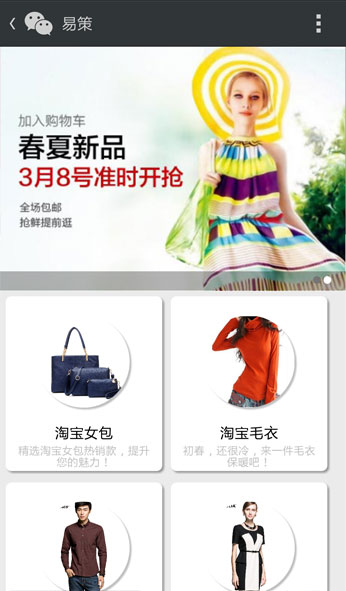 易策
加入购物车
春夏新品
3月8号准时开抢
全场包邮
抢鲜提前逛
淘宝女包
精选淘宝女包热销款，提升
您的魅力！
淘宝毛衣
初春，还很冷，来一件毛衣
保暖吧！